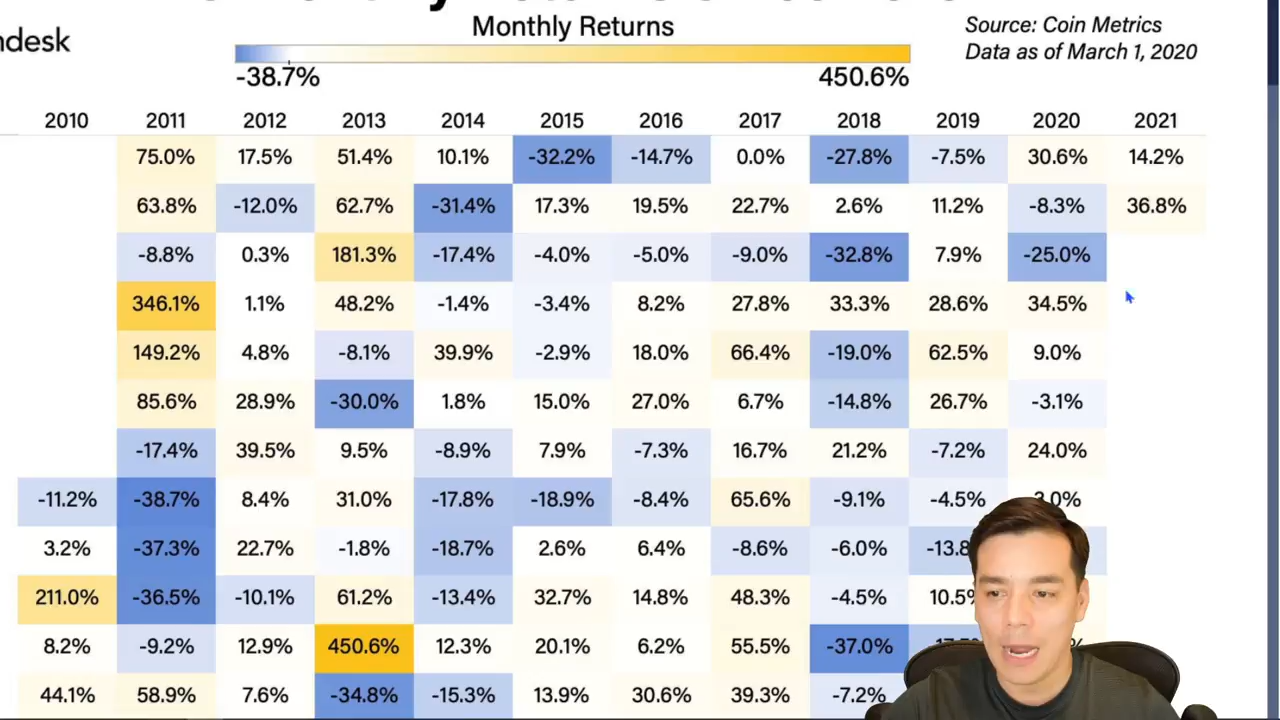 Monthly Returns
ndesk
-38.7% 450.6%
Source: Coin Metrics
Data as of March 1, 2020
2010 2011 2012 2013 2014 2015 2016 2017 2018 2019 2020 2021
75.0% 17.5% 51.4% 10.1% -32.2% -14.7% 0.0% -27.8% -7.5% 30.6% 14.2%
63.8% -12.0% 62.7% -31.4% 17.3% 19.5% 22.7% 2.6% 11.2% -8.3% 36.8%
-8.8% 0.3% 181.3% -17.4% -4.0% -5.0% -9.0% -32.8% 7.9% -25.0%
346.1% 1.1% 48.2% -1.4% -3.4% 8.2% 27.8% 33.3% 28.6% 34.5%
149.2% 4.8% -8.1% 39.9% -2.9% 18.0% 66.4% -19.0% 62.5% 9.0%
85.6% 28.9% -30.0% 1.8% 15.0% 27.0% 6.7% -14.8% 26.7% -3.1%
-17.4% 39.5% 9.5% -8.9% 7.9% -7.3% 16.7% 21.2% -7.2% 24.0%
-11.2% -38.7% 8.4% 31.0% -17.8% -18.9% -8.4% 65.6% -9.1% -4.5%
3.2% -37.3% 22.7% -1.8% -18.7% 2.6% 6.4% -8.6% -6.0% -13.8
211.0% -36.5% -10.1% 61.2% -13.4% 32.7% 14.8% 48.3% -4.5% 10.5%
8.2% -9.2% 12.9% 450.6% 12.3% 20.1% 6.2% 55.5% -37.0%
44.1% 58.9% 7.6% -34.8% -15.3% 13.9% 30.6% 39.3% -7.2%